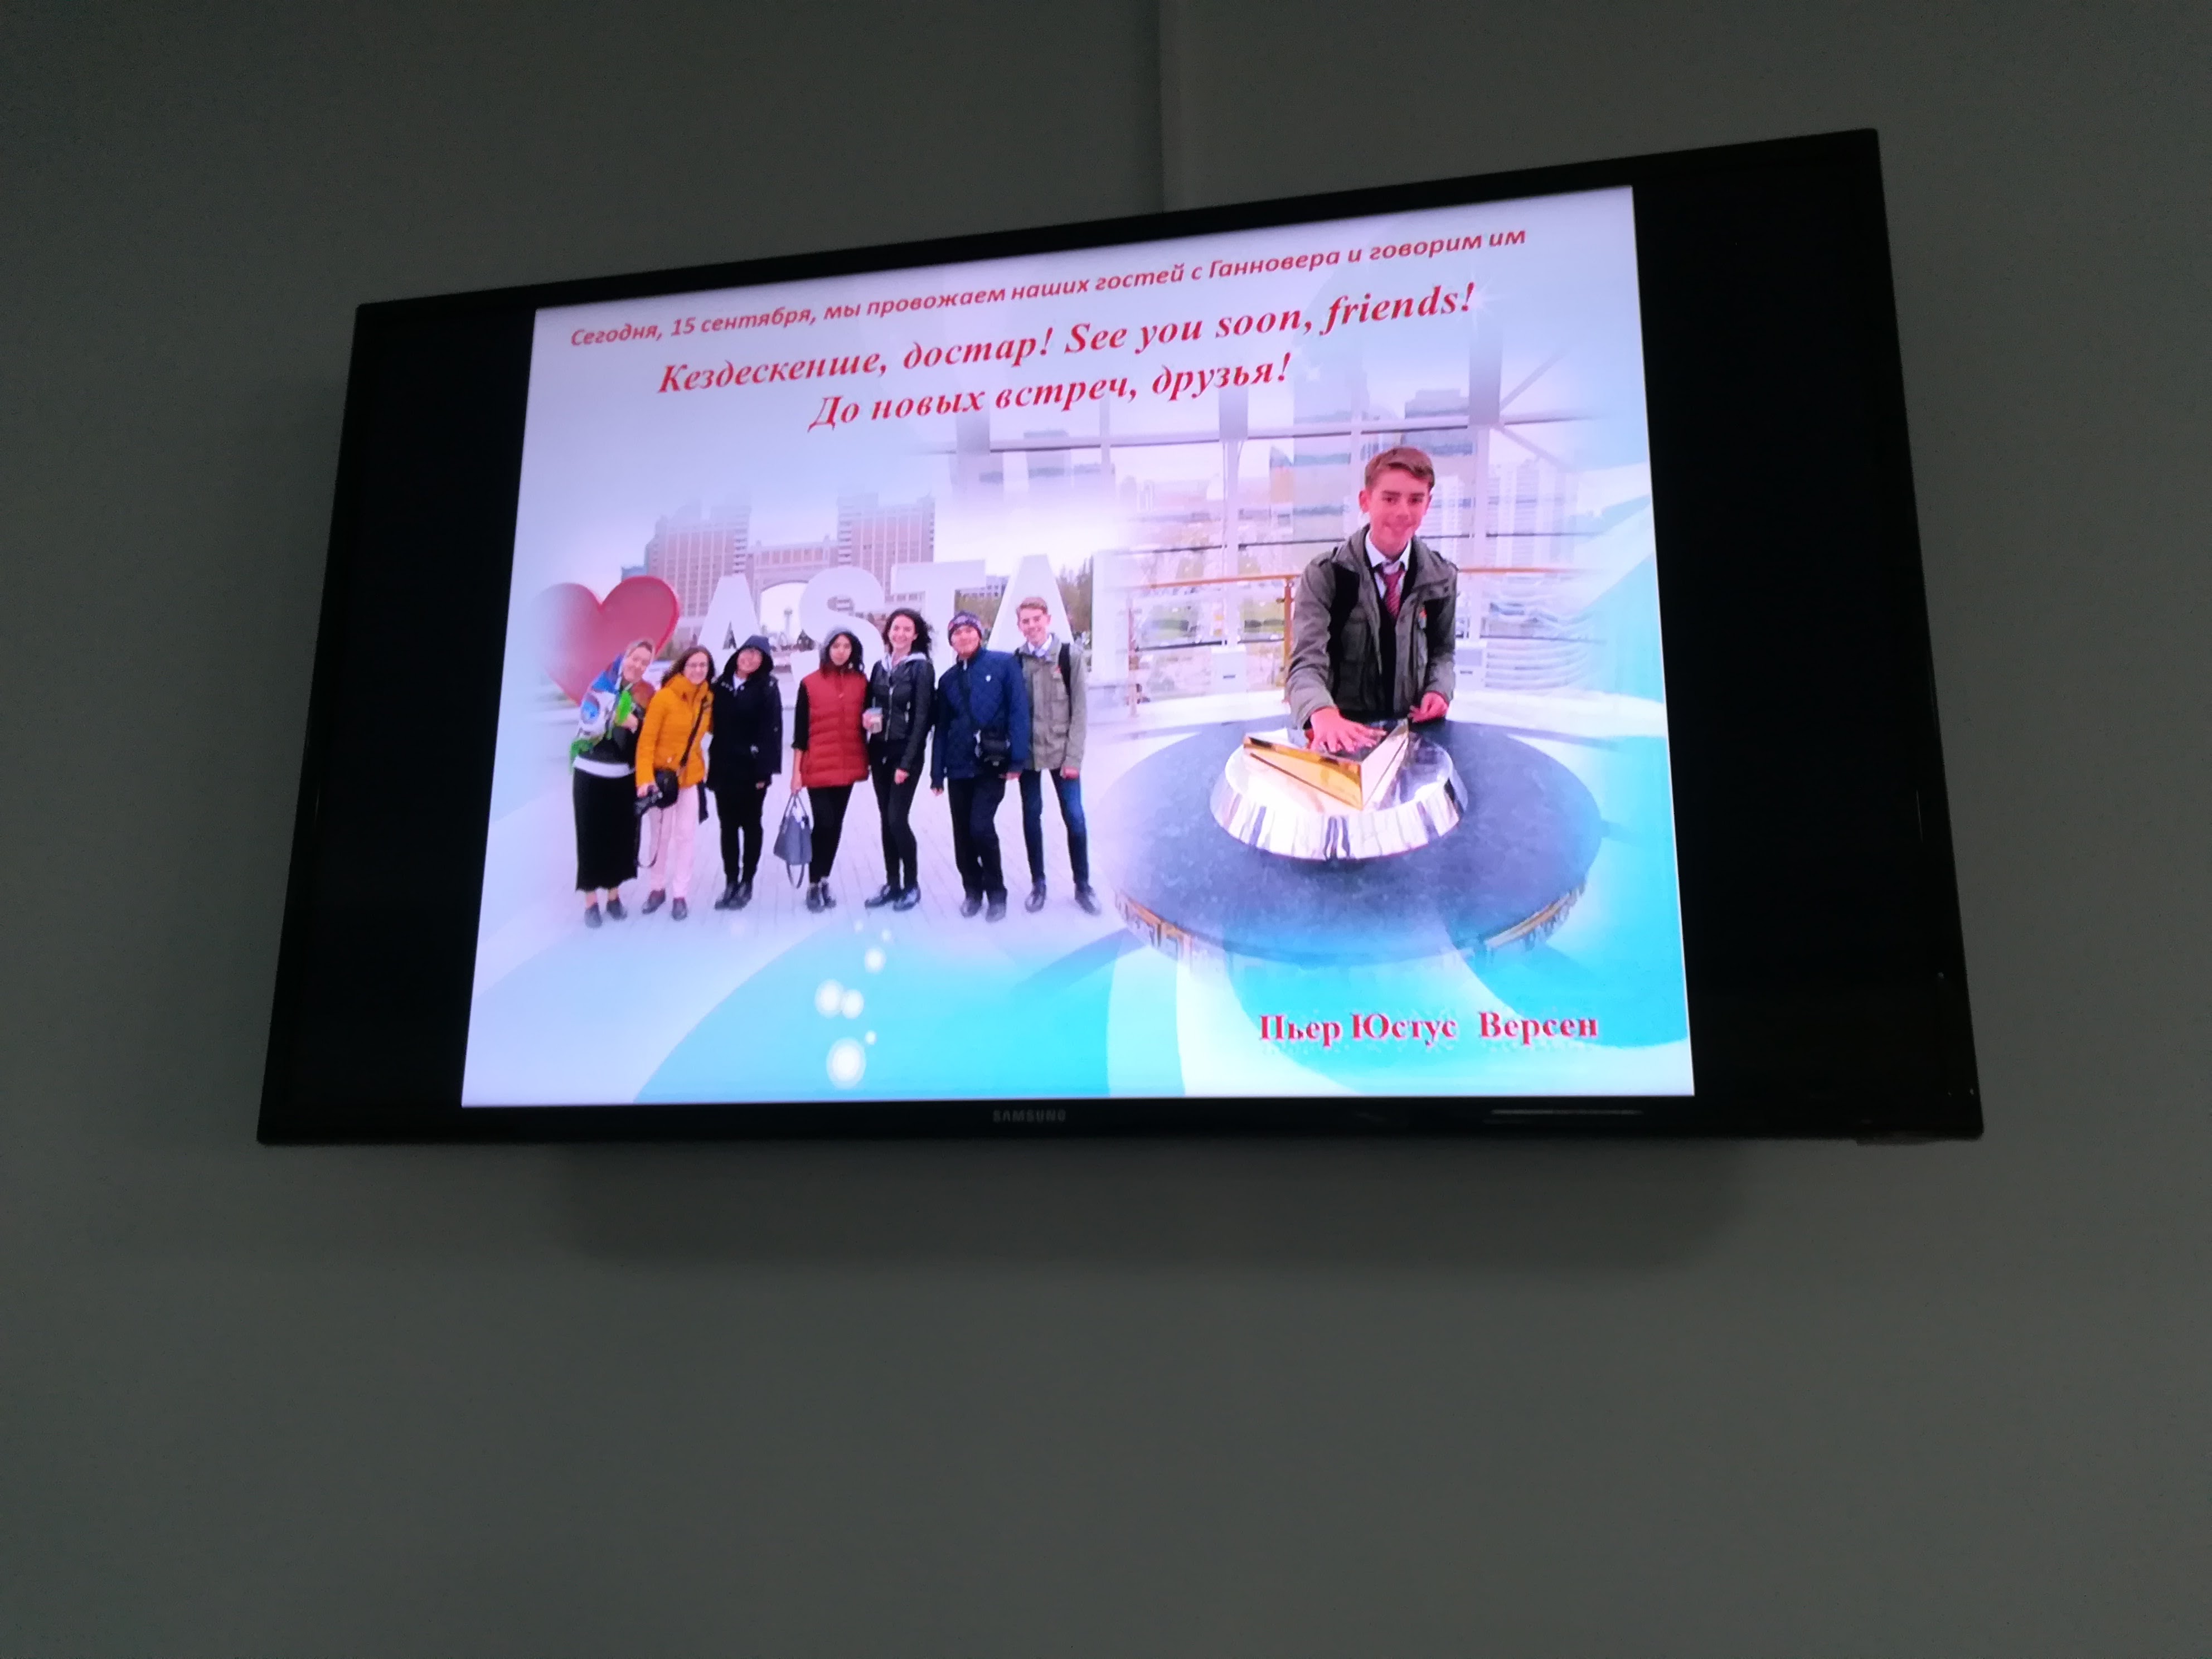 Сегодня, 15 сентября, мы провожаем наших гостей с Ганновера и говорим им
Кездескенше, достар! See you soon, friends!
До новых встреч, друзья!
ASTA
Пьер Юстус Версен
SAMSUNG